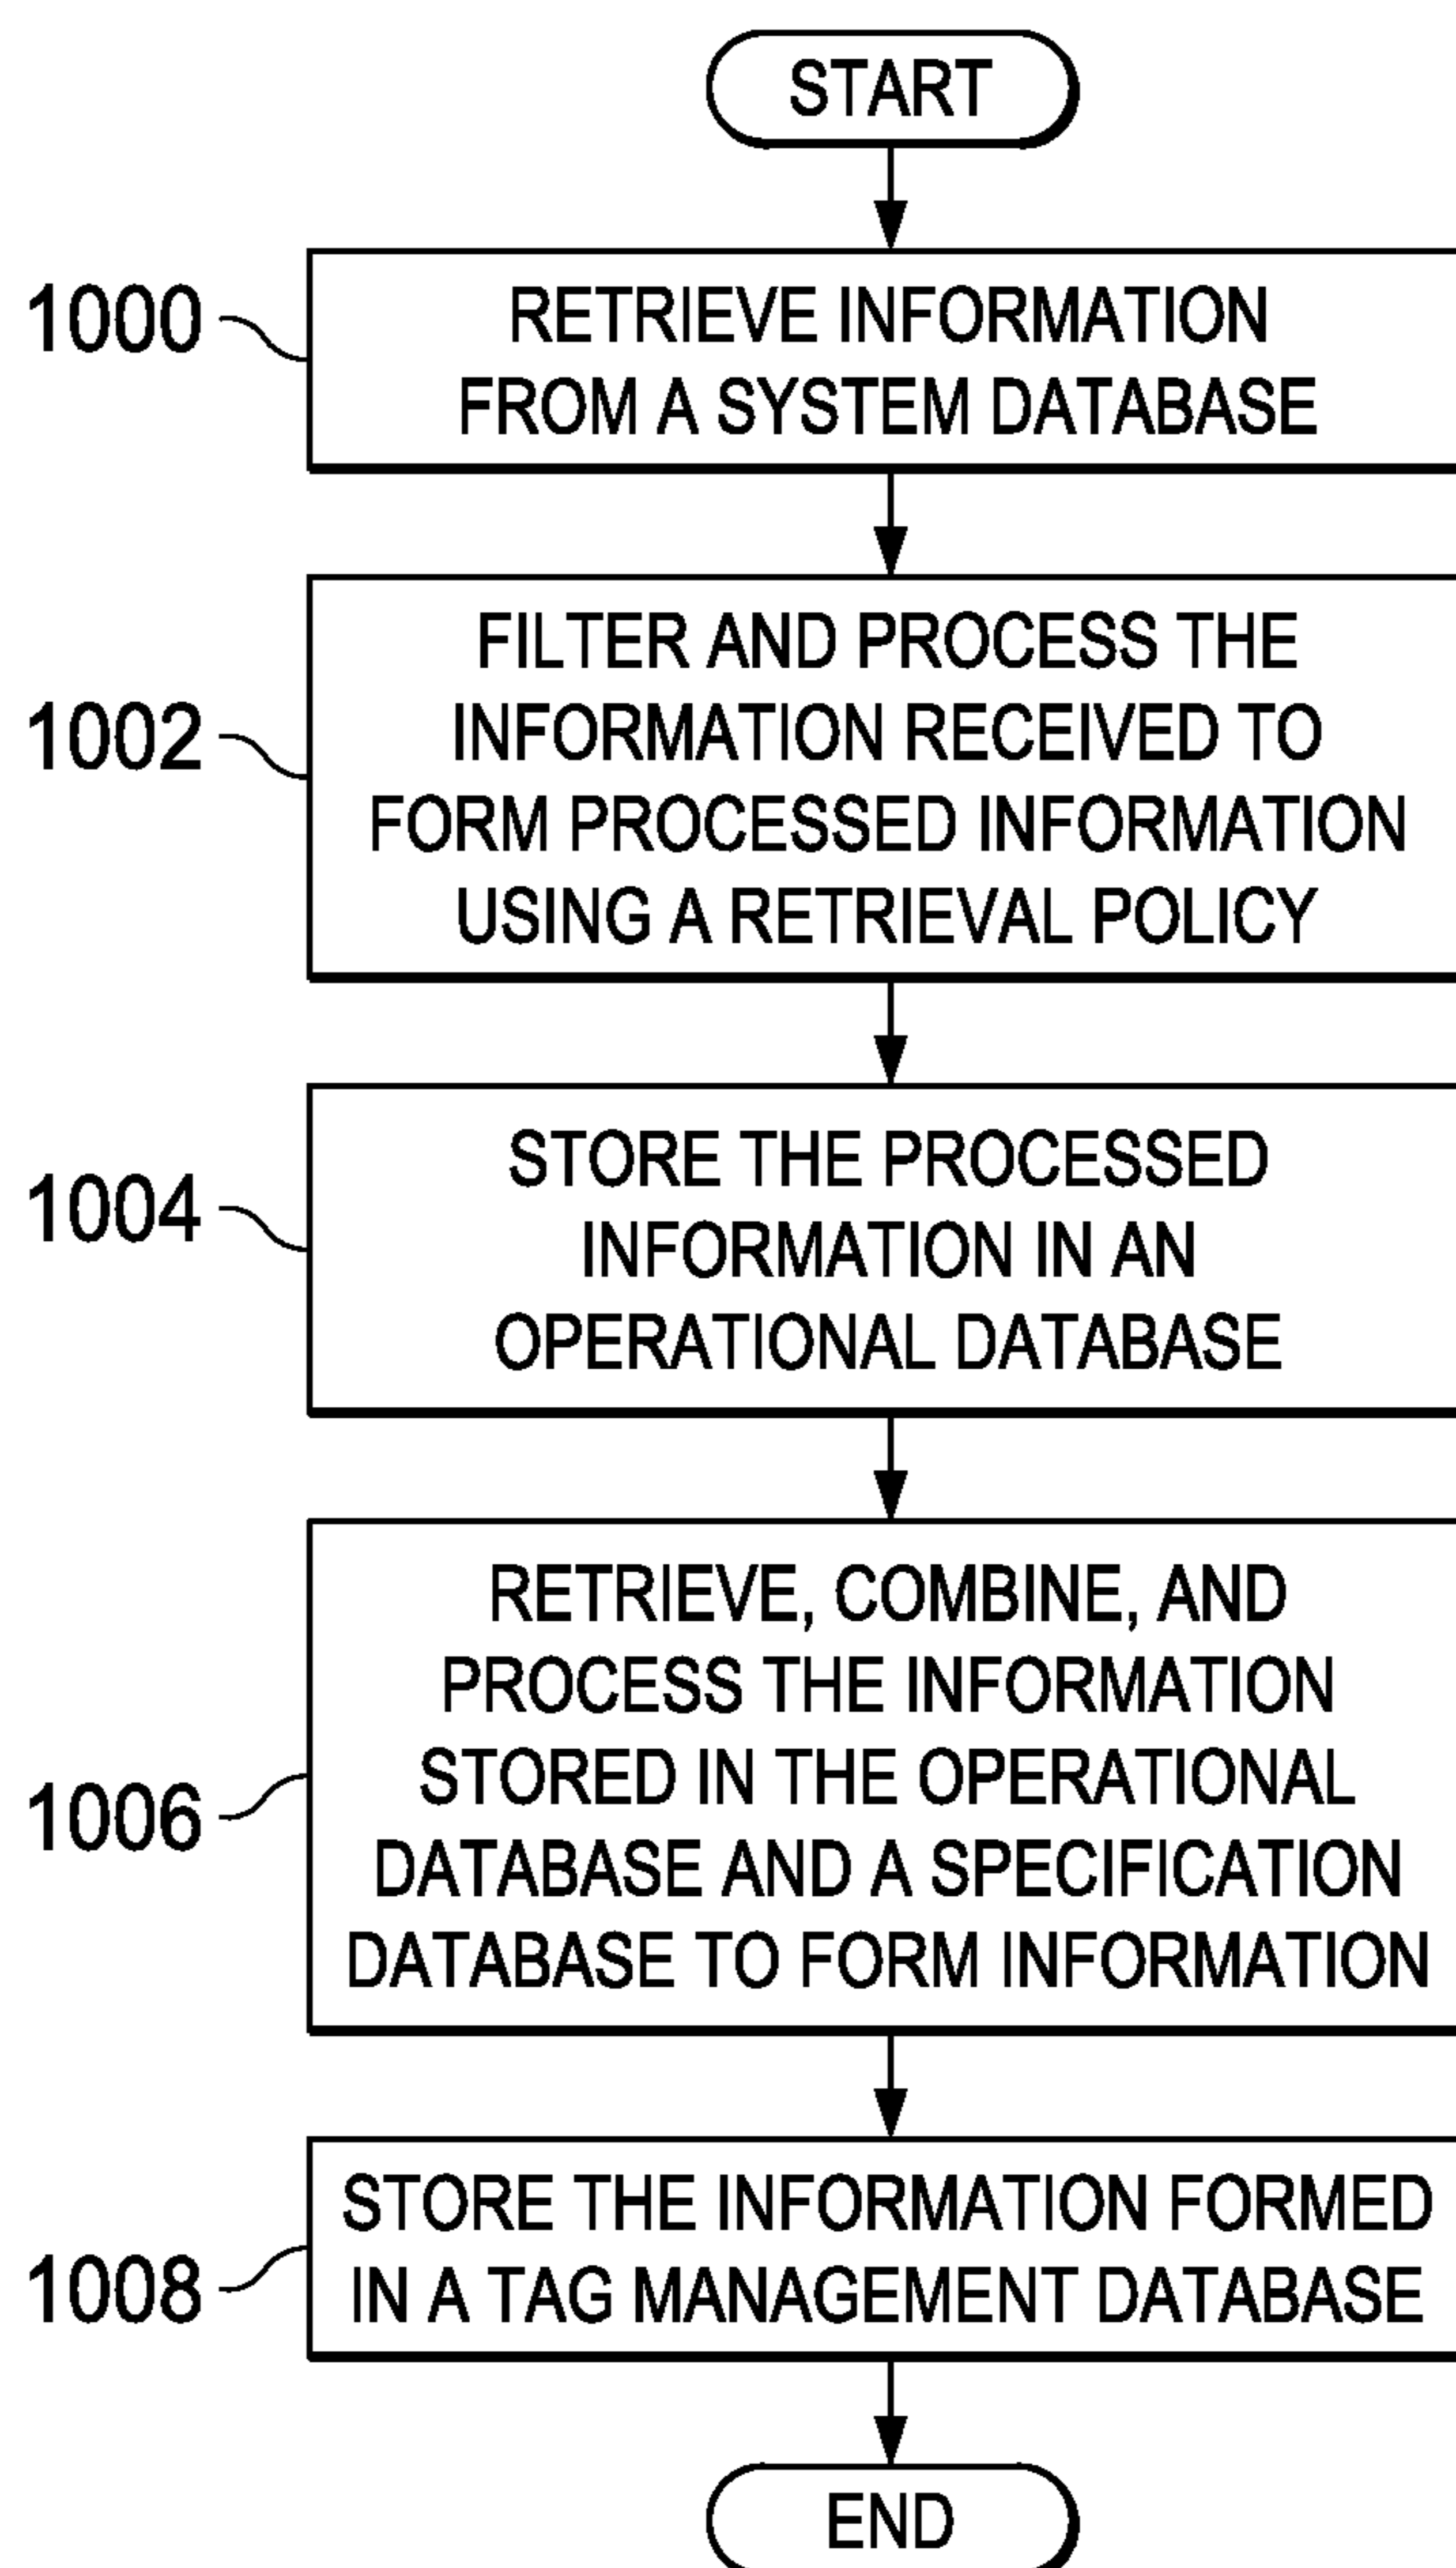 START
1000
RETRIEVE INFORMATION
FROM A SYSTEM DATABASE
1002
FILTER AND PROCESS THE
INFORMATION RECEIVED TO
FORM PROCESSED INFORMATION
USING A RETRIEVAL POLICY
1004
STORE THE PROCESSED
INFORMATION IN AN
OPERATIONAL DATABASE
1006
RETRIEVE, COMBINE, AND
PROCESS THE INFORMATION
STORED IN THE OPERATIONAL
DATABASE AND A SPECIFICATION
DATABASE TO FORM INFORMATION
1008
STORE THE INFORMATION FORMED
IN A TAG MANAGEMENT DATABASE
END